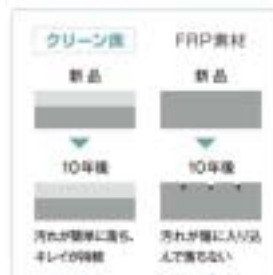 クリーン浴
FRP素材
新品
新品
10年後
10年後
汚れが簡単に落ち、
キレイが持続
汚れが傷に入り込
んで落ちない